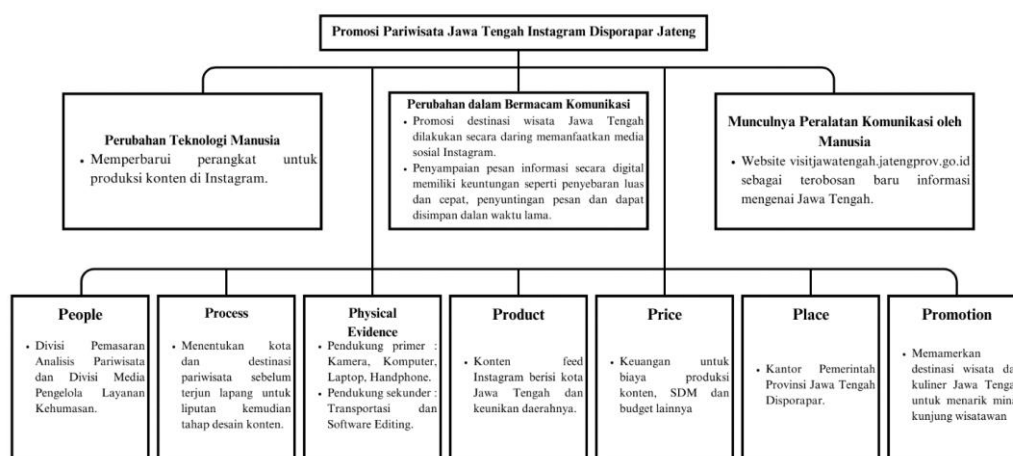 Promosi Pariwisata Jawa Tengah Instagram Disporapar Jateng
Perubahan Teknologi Manusia
• Memperbarui perangkat untuk
produksi konten di Instagram.
Perubahan dalam Bermacam Komunikasi
• Promosi destinasi wisata Jawa Tengah
dilakukan secara daring memanfaatkan media
sosial Instagram.
• Penyampaian pesan informasi secara digital
memiliki keuntungan seperti penyebaran luas
dan cepat, penyuntingan pesan dan dapat
disimpan dalan waktu lama.
Munculnya Peralatan Komunikasi oleh
Manusia
• Website visitjawatengah.jatengprov.go.id
sebagai terobosan baru informasi
mengenai Jawa Tengah.
People
• Divisi Pemasaran
Analisis Pariwisata
dan Divisi Media
Pengelola Layanan
Kehumasan.
Process
• Menentukan kota
dan destinasi
pariwisata sebelum
terjun lapang untuk
liputan kemudian
tahap desain konten.
Physical
Evidence
• Pendukung primer :
Kamera, Komputer,
Laptop, Handphone.
• Pendukung sekunder :
Transportasi dan
Software Editing.
Product
• Konten feed
Instagram berisi kota
Jawa Tengah dan
keunikan daerahnya.
Price
• Keuangan untuk
biaya produksi
konten, SDM dan
budget lainnya
Place
• Kantor Pemerintah
Provinsi Jawa Tengah
Disporapar.
Promotion
• Memamerkan
destinasi wisata da
kuliner Jawa Tenga
untuk menarik mina
kunjung wisatawan